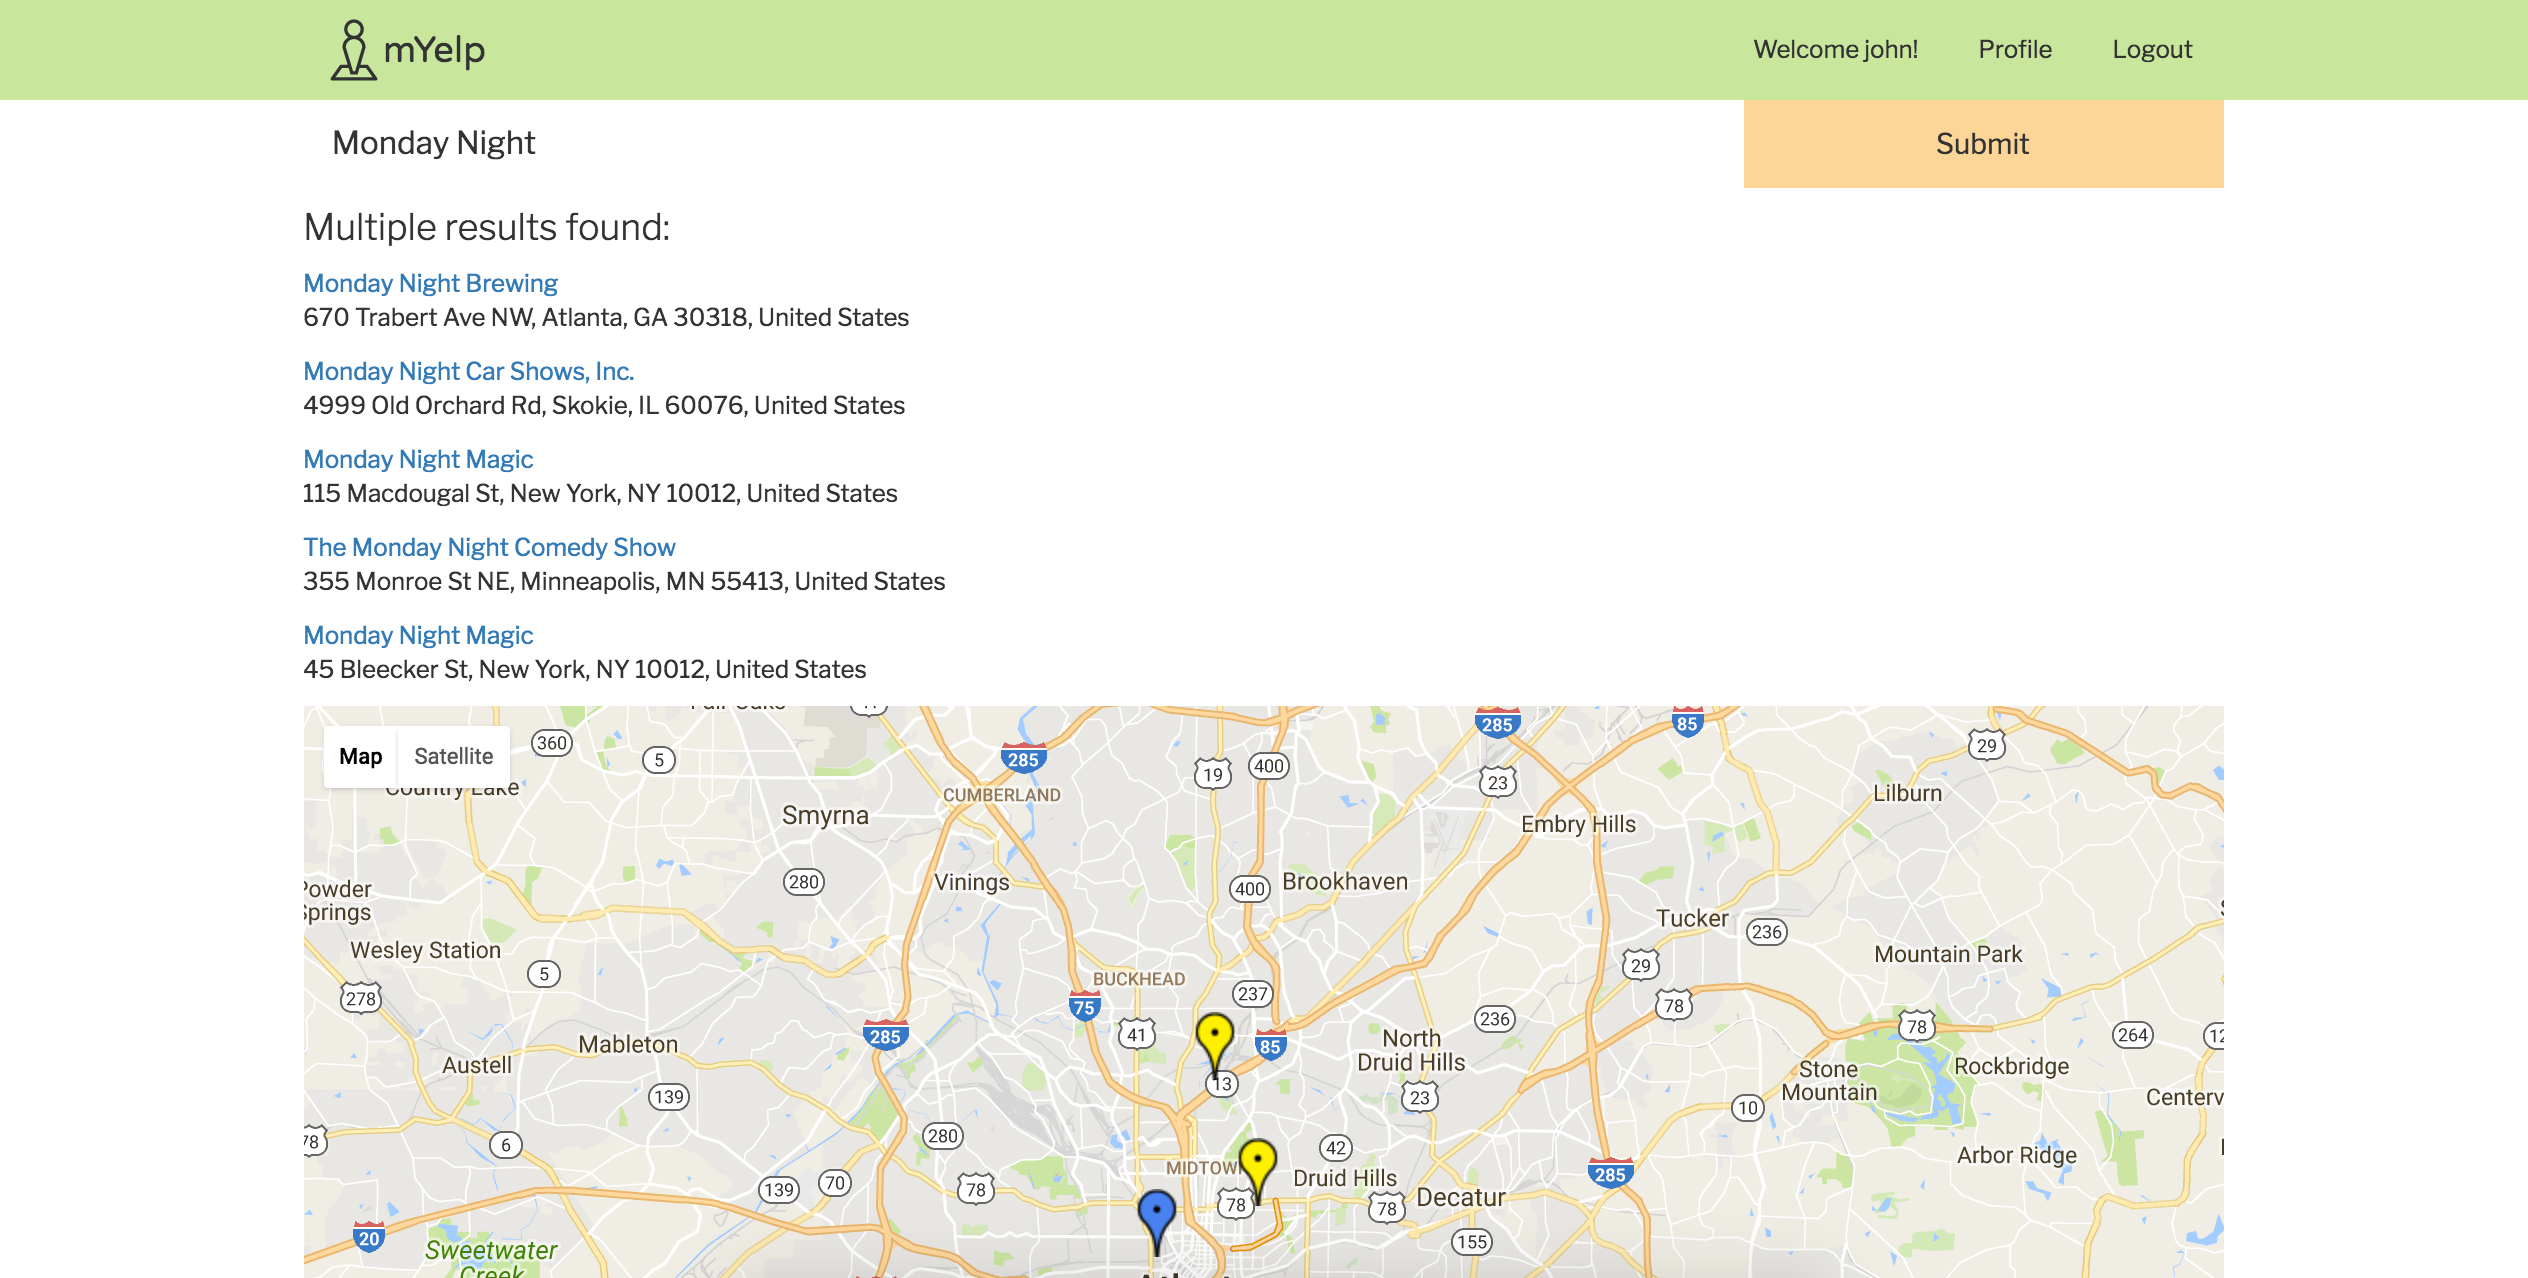 mYelp
Welcome john!
Profile
Logout
Monday Night
Submit
Multiple results found:
Monday Night Brewing
670 Trabert Ave NW, Atlanta, GA 30318, United States
Monday Night Car Shows, Inc.
4999 Old Orchard Rd, Skokie, IL 60076, United States
Monday Night Magic
115 Macdougal St, New York, NY 10012, United States
The Monday Night Comedy Show
355 Monroe St NE, Minneapolis, MN 55413, United States
Monday Night Magic
45 Bleecker St, New York, NY 10012, United States
Map
Satellite
360
5
285
19
400
285
85
29
23
Country Lake
CUMBERLAND
Smyrna
Lilburn
Embry Hills
280
Vinings
400
Brookhaven
Powder
Springs
Tucker
236
Wesley Station
5
Mountain Park
29
278
BUCKHEAD
75
237
78
285
41
85
236
78
264
Mableton
Austell
North
Druid Hills
Rockbridge
Stone
Mountain
139
13
23
10
Centerv
78
6
280
42
Arbor Ridge
MIDTOW
Druid Hills
285
139
70
78
78
78
Decatur
20
Sweetwater
Creek
155